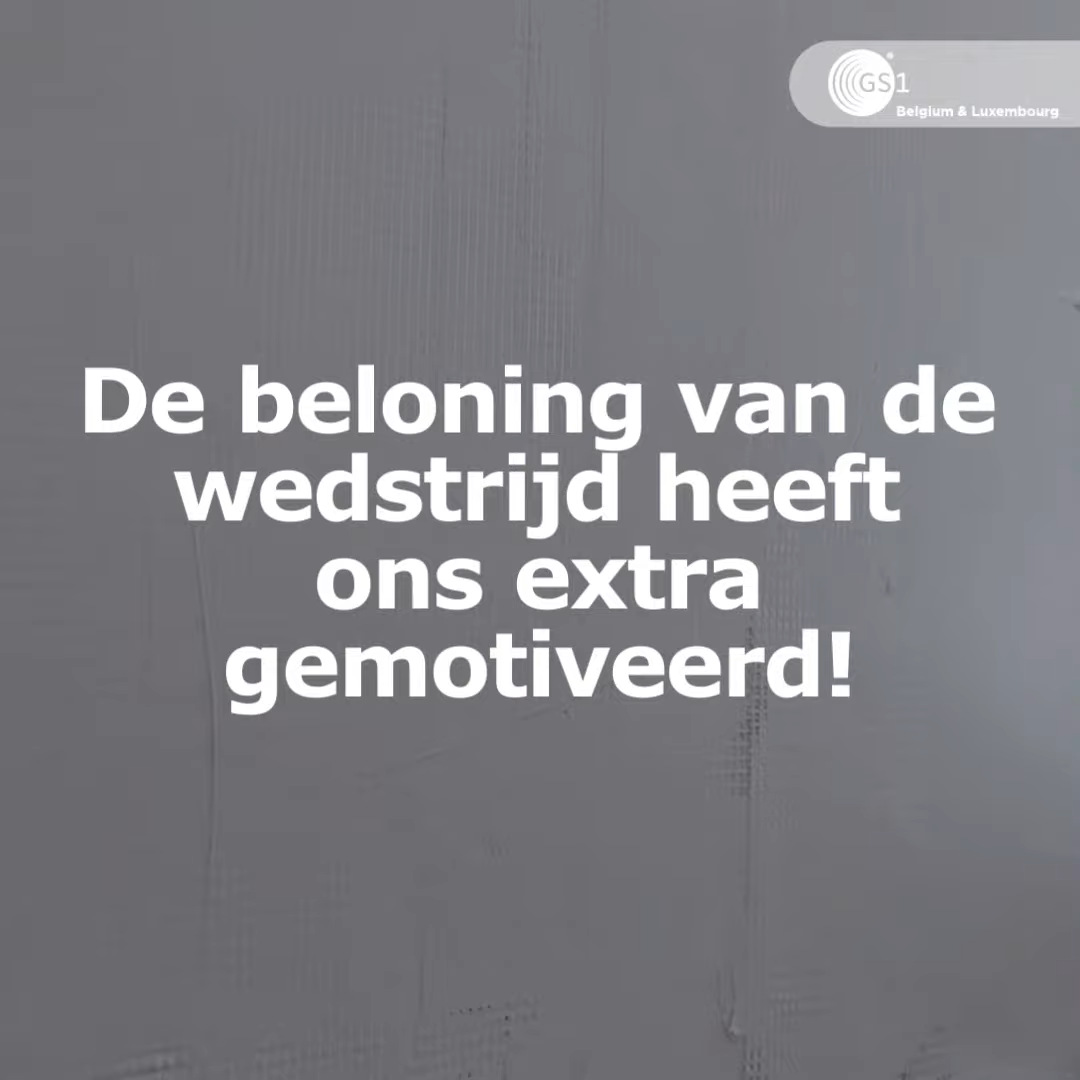 GS1
Belgium & Luxembourg
De beloning van de
wedstrijd heeft
ons extra
gemotiveerd!